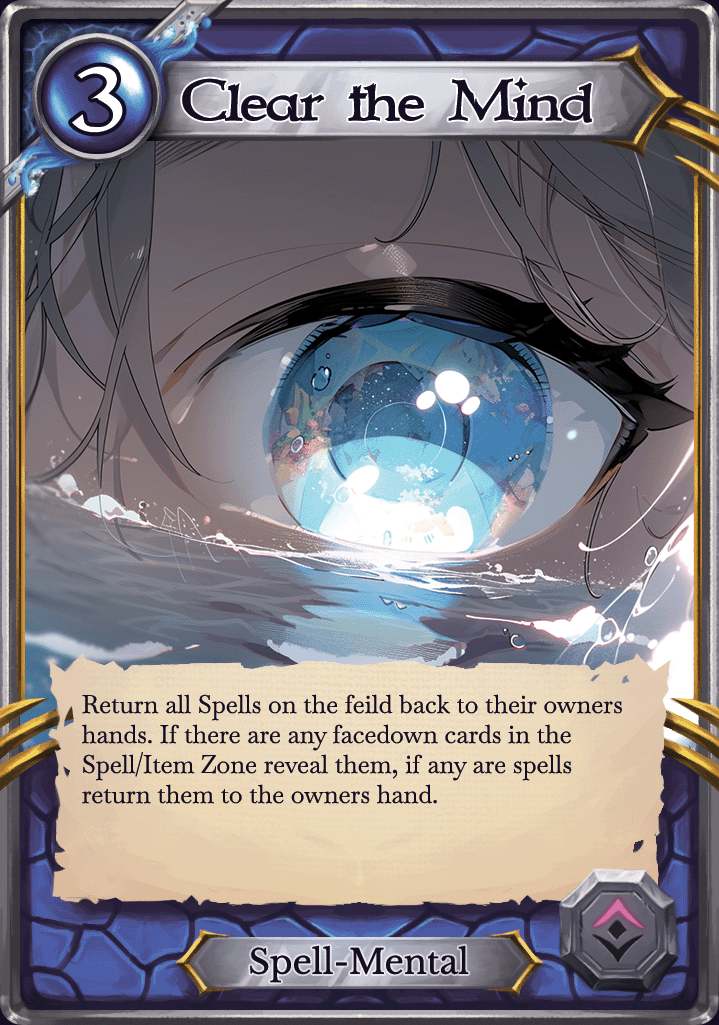 3
Clear the Mind
Return all Spells on the feild back to their owners
hands. If there are any facedown cards in the
Spell/Item Zone reveal them, if any are spells
return them to the owners hand.
Spell-Mental